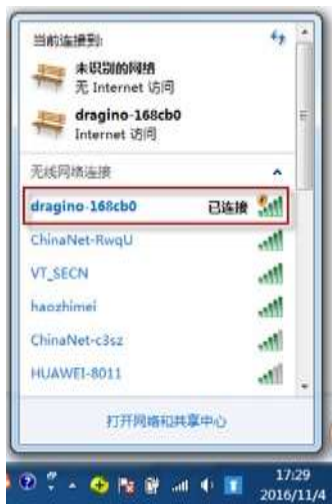 当前连接到:
未识别的网络
无 Internet 访问
dragino-168cb0
Internet 访问
无线网络连接
dragino-168cb0 已连接
ChinaNet-RwqU
VT_SECN
haozhimei
ChinaNet-c3sz
HUAWEI-8011
打开网络和共享中心
17:29
2016/11/4